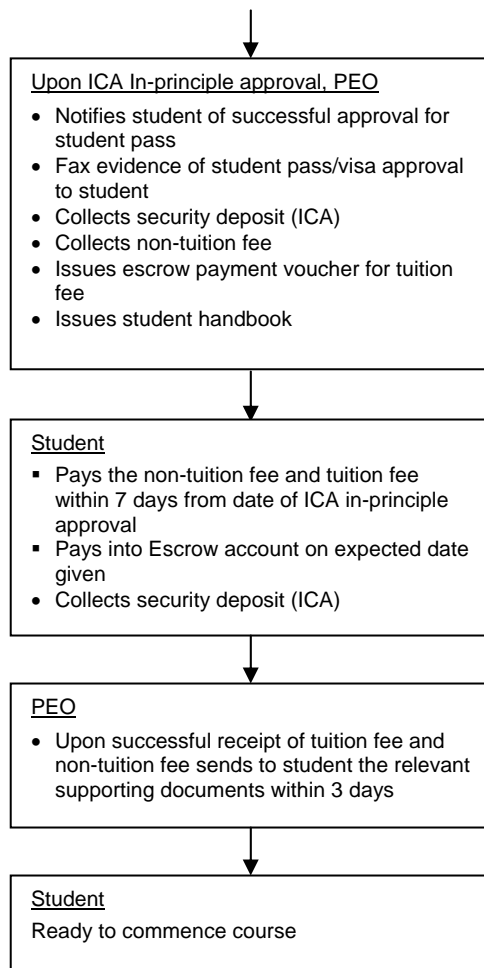 Upon ICA In-principle approval, PEO
• Notifies student of successful approval for
student pass
• Fax evidence of student pass/visa approval
to student
• Collects security deposit (ICA)
• Collects non-tuition fee
• Issues escrow payment voucher for tuition
fee
• Issues student handbook
Student
▪ Pays the non-tuition fee and tuition fee
within 7 days from date of ICA in-principle
approval
▪ Pays into Escrow account on expected date
given
• Collects security deposit (ICA)
PEO
• Upon successful receipt of tuition fee and
non-tuition fee sends to student the relevant
supporting documents within 3 days
Student
Ready to commence course